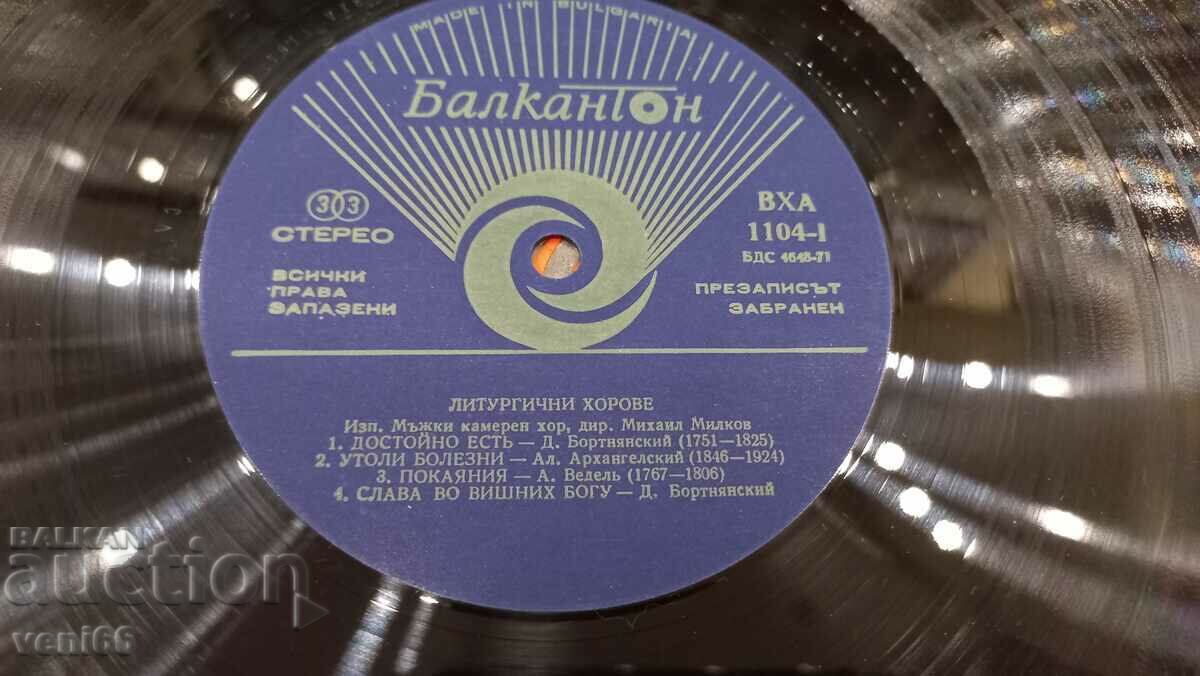 MADE IN BULGARIA
Балкантон
33
СТЕРЕО
ВСИЧКИ
ПРАВА
ЗАПАЗЕНИ
ВХА
1104-I
БДС 4648-71
ПРЕЗАПИСЪТ
ЗАБРАНЕН
ЛИТУРГИЧНИ ХОРОВЕ
Изп. Мъжки камерен хор, дир. Михаил Милков
1. ДОСТОЙНО ЕСТЬ — Д. Бортнянский (1751—1825)
2. УТОЛИ БОЛЕЗНИ — Ал. Архангелский (1846—1924)
3. ПОКАЯНИЯ — А. Ведель (1767—1806)
4. СЛАВА ВО ВИШНИХ БОГУ — Д. Бортнянский
BALKAN
auction
veni66